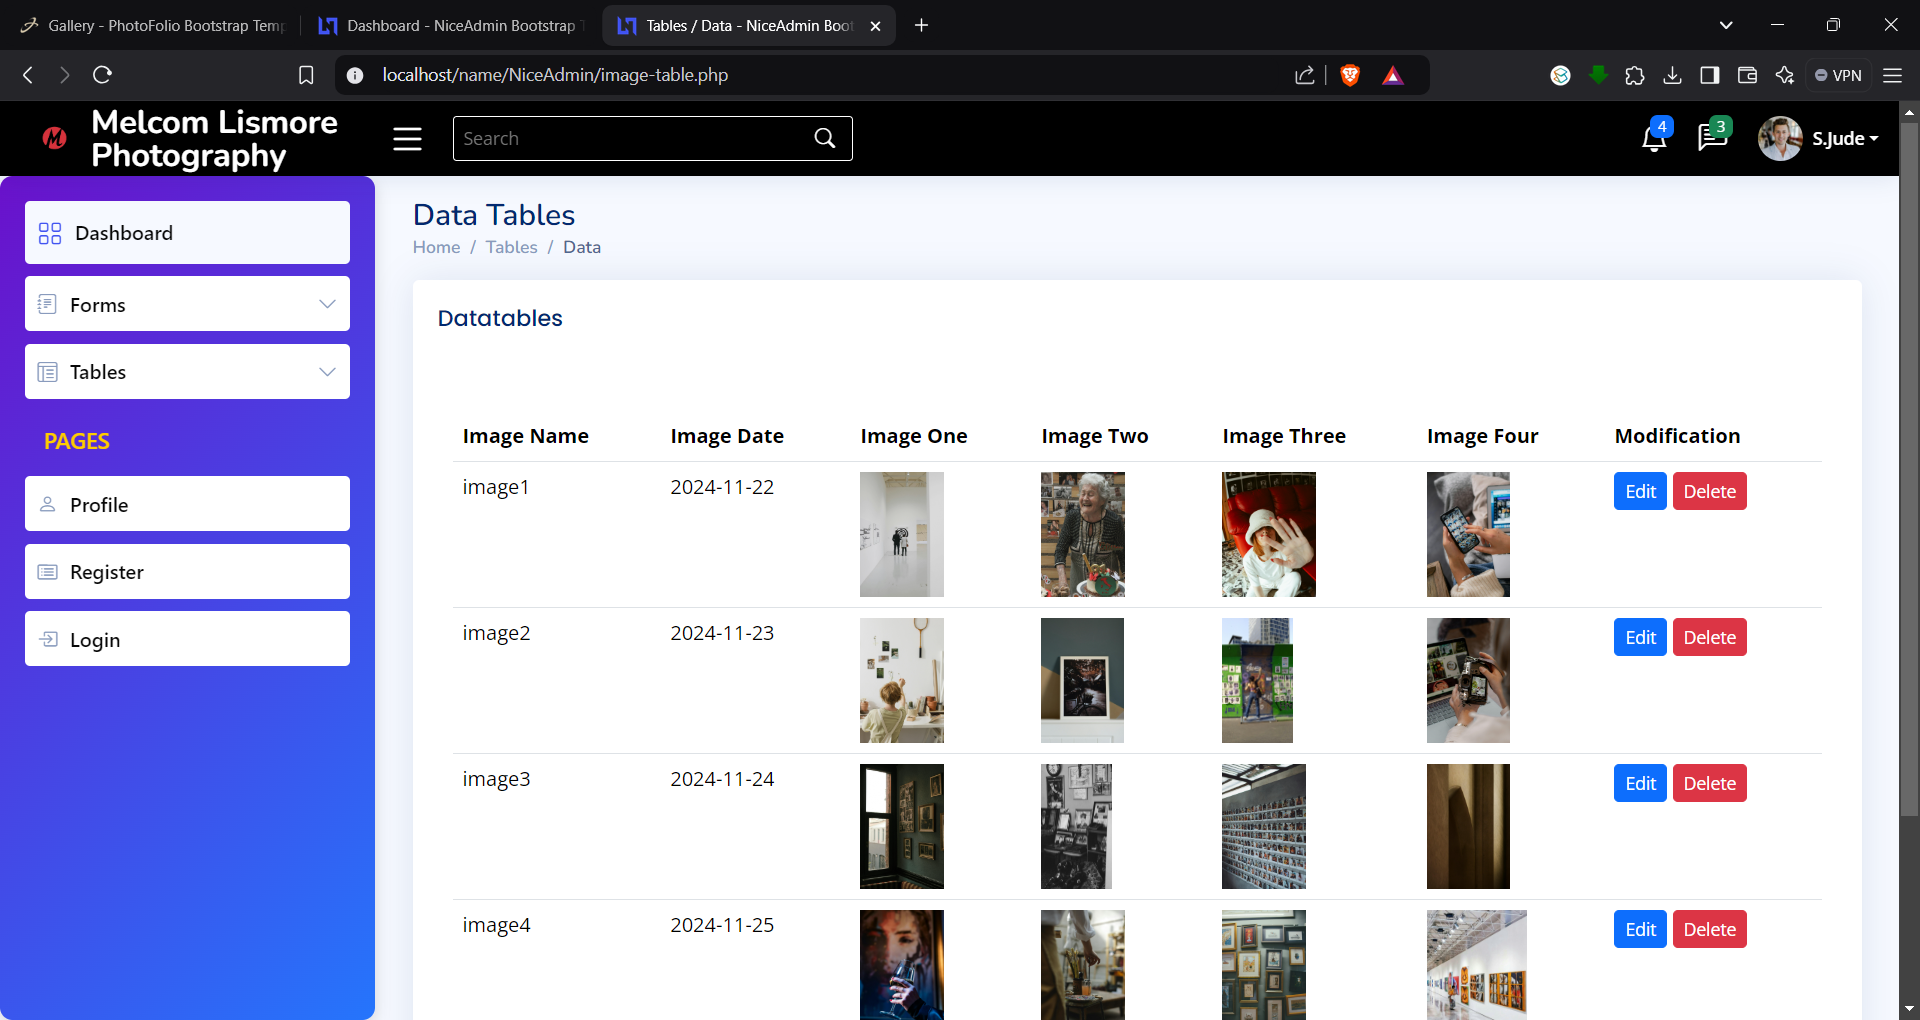 Gallery - PhotoFolio Bootstrap Temp
Dashboard - NiceAdmin Bootstrap T
Tables / Data - NiceAdmin Boot
localhost/name/NiceAdmin/image-table.php
VPN
Melcom Lismore
Photography
Search
4
3
S.Jude
Dashboard
Forms
Tables
PAGES
Profile
Register
Login
Data Tables
Home / Tables / Data
Datatables
Image Name Image Date Image One Image Two Image Three Image Four Modification
image1 2024-11-22 Edit Delete
image2 2024-11-23 Edit Delete
image3 2024-11-24 Edit Delete
image4 2024-11-25 Edit Delete